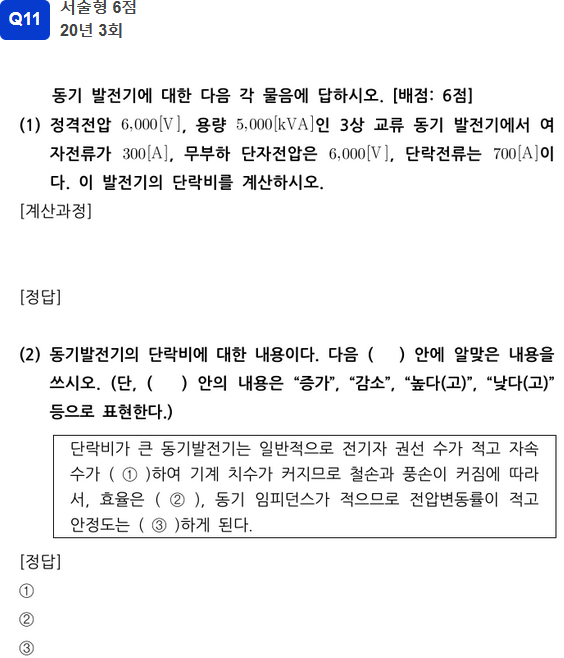 Q11
서술형 6점
20년 3회
동기 발전기에 대한 다음 각 물음에 답하시오. [배점: 6점]
(1) 정격전압 6,000[V], 용량 5,000[kVA]인 3상 교류 동기 발전기에서 여
자전류가 300[A], 무부하 단자전압은 6,000[V], 단락전류는 700[A]이
다. 이 발전기의 단락비를 계산하시오.
[계산과정]
[정답]
(2) 동기발전기의 단락비에 대한 내용이다. 다음 (   ) 안에 알맞은 내용을
쓰시오. (단, (   ) 안의 내용은 “증가”, “감소”, “높다(고)”, “낮다(고)”
등으로 표현한다.)
단락비가 큰 동기발전기는 일반적으로 전기자 권선 수가 적고 자속
수가 ( ① )하여 기계 치수가 커지므로 철손과 풍손이 커짐에 따라
서, 효율은 ( ② ), 동기 임피던스가 적으므로 전압변동률이 적고
안정도는 ( ③ )하게 된다.
[정답]
①
②
③